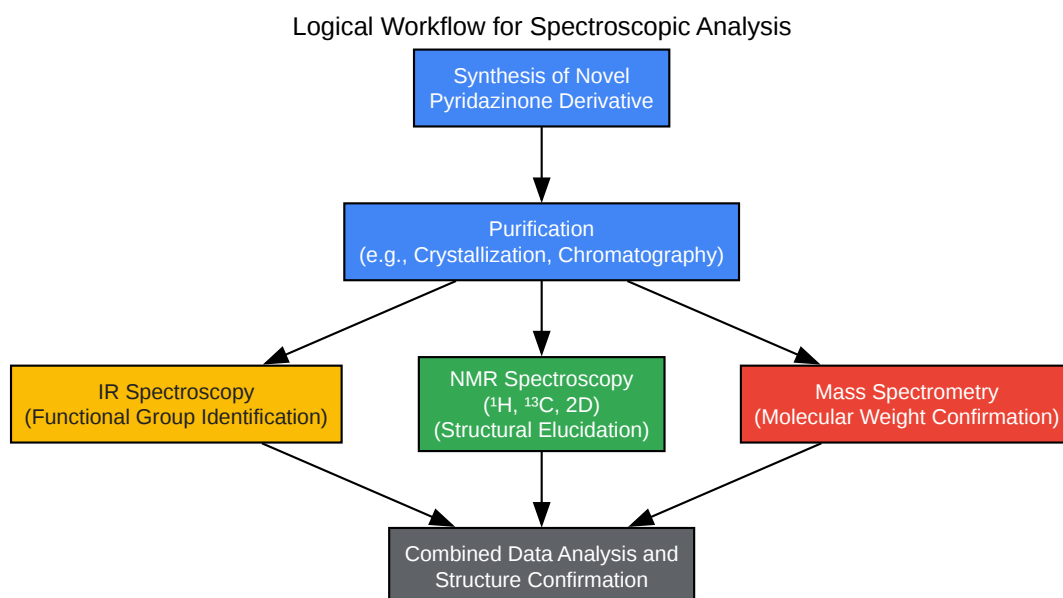 Logical Workflow for Spectroscopic Analysis
Synthesis of Novel
Pyridazinone Derivative
Purification
(e.g., Crystallization, Chromatography)
IR Spectroscopy
(Functional Group Identification)
NMR Spectroscopy
(¹H, ¹³C, 2D)
(Structural Elucidation)
Mass Spectrometry
(Molecular Weight Confirmation)
Combined Data Analysis and
Structure Confirmation